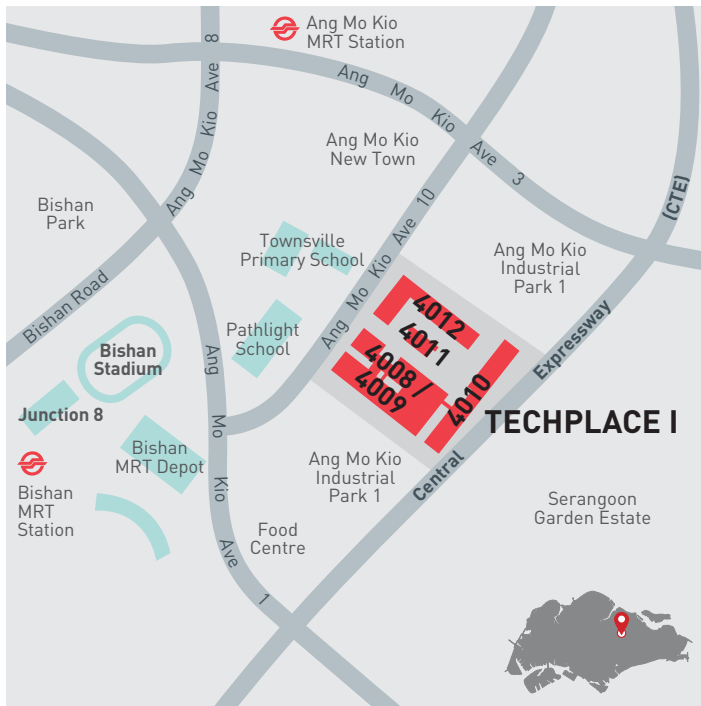 Ang Mo Kio
MRT Station
Ang Mo Kio Ave 8
Ang Mo Kio Ave 3
Ang Mo Kio
New Town
(CTE)
Bishan
Park
Ang Mo Kio Ave 10
Townsville
Primary School
Ang Mo Kio
Industrial
Park 1
Bishan Road
4012
4011
Pathlight
School
4008 /
4009
4010
Expressway
Bishan
Stadium
Ang Mo Kio Ave 1
Junction 8
TECHPLACE I
Bishan
MRT Depot
Ang Mo Kio
Industrial
Park 1
Central
Bishan
MRT
Station
Serangoon
Garden Estate
Food
Centre